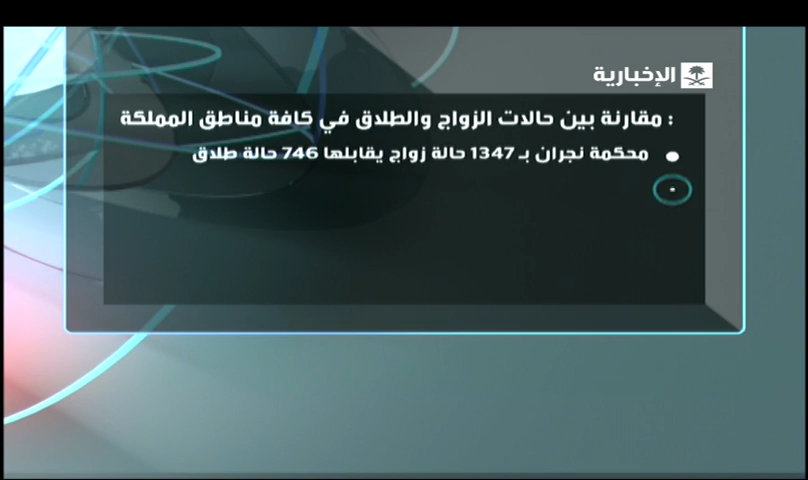 الإخبارية
مقارنة بين حالات الزواج والطلاق في كافة مناطق المملكة :
محكمة نجران بـ 1347 حالة زواج يقابلها 746 حالة طلاق